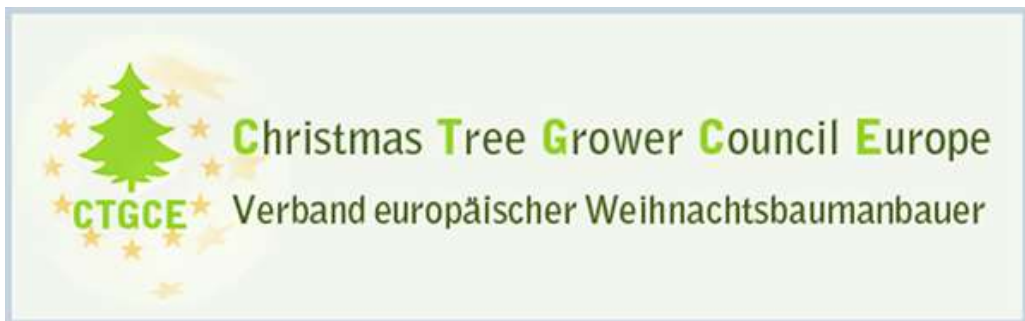 Christmas Tree Grower Council Europe
CTGCE
Verband europäischer Weihnachtsbaumanbauer